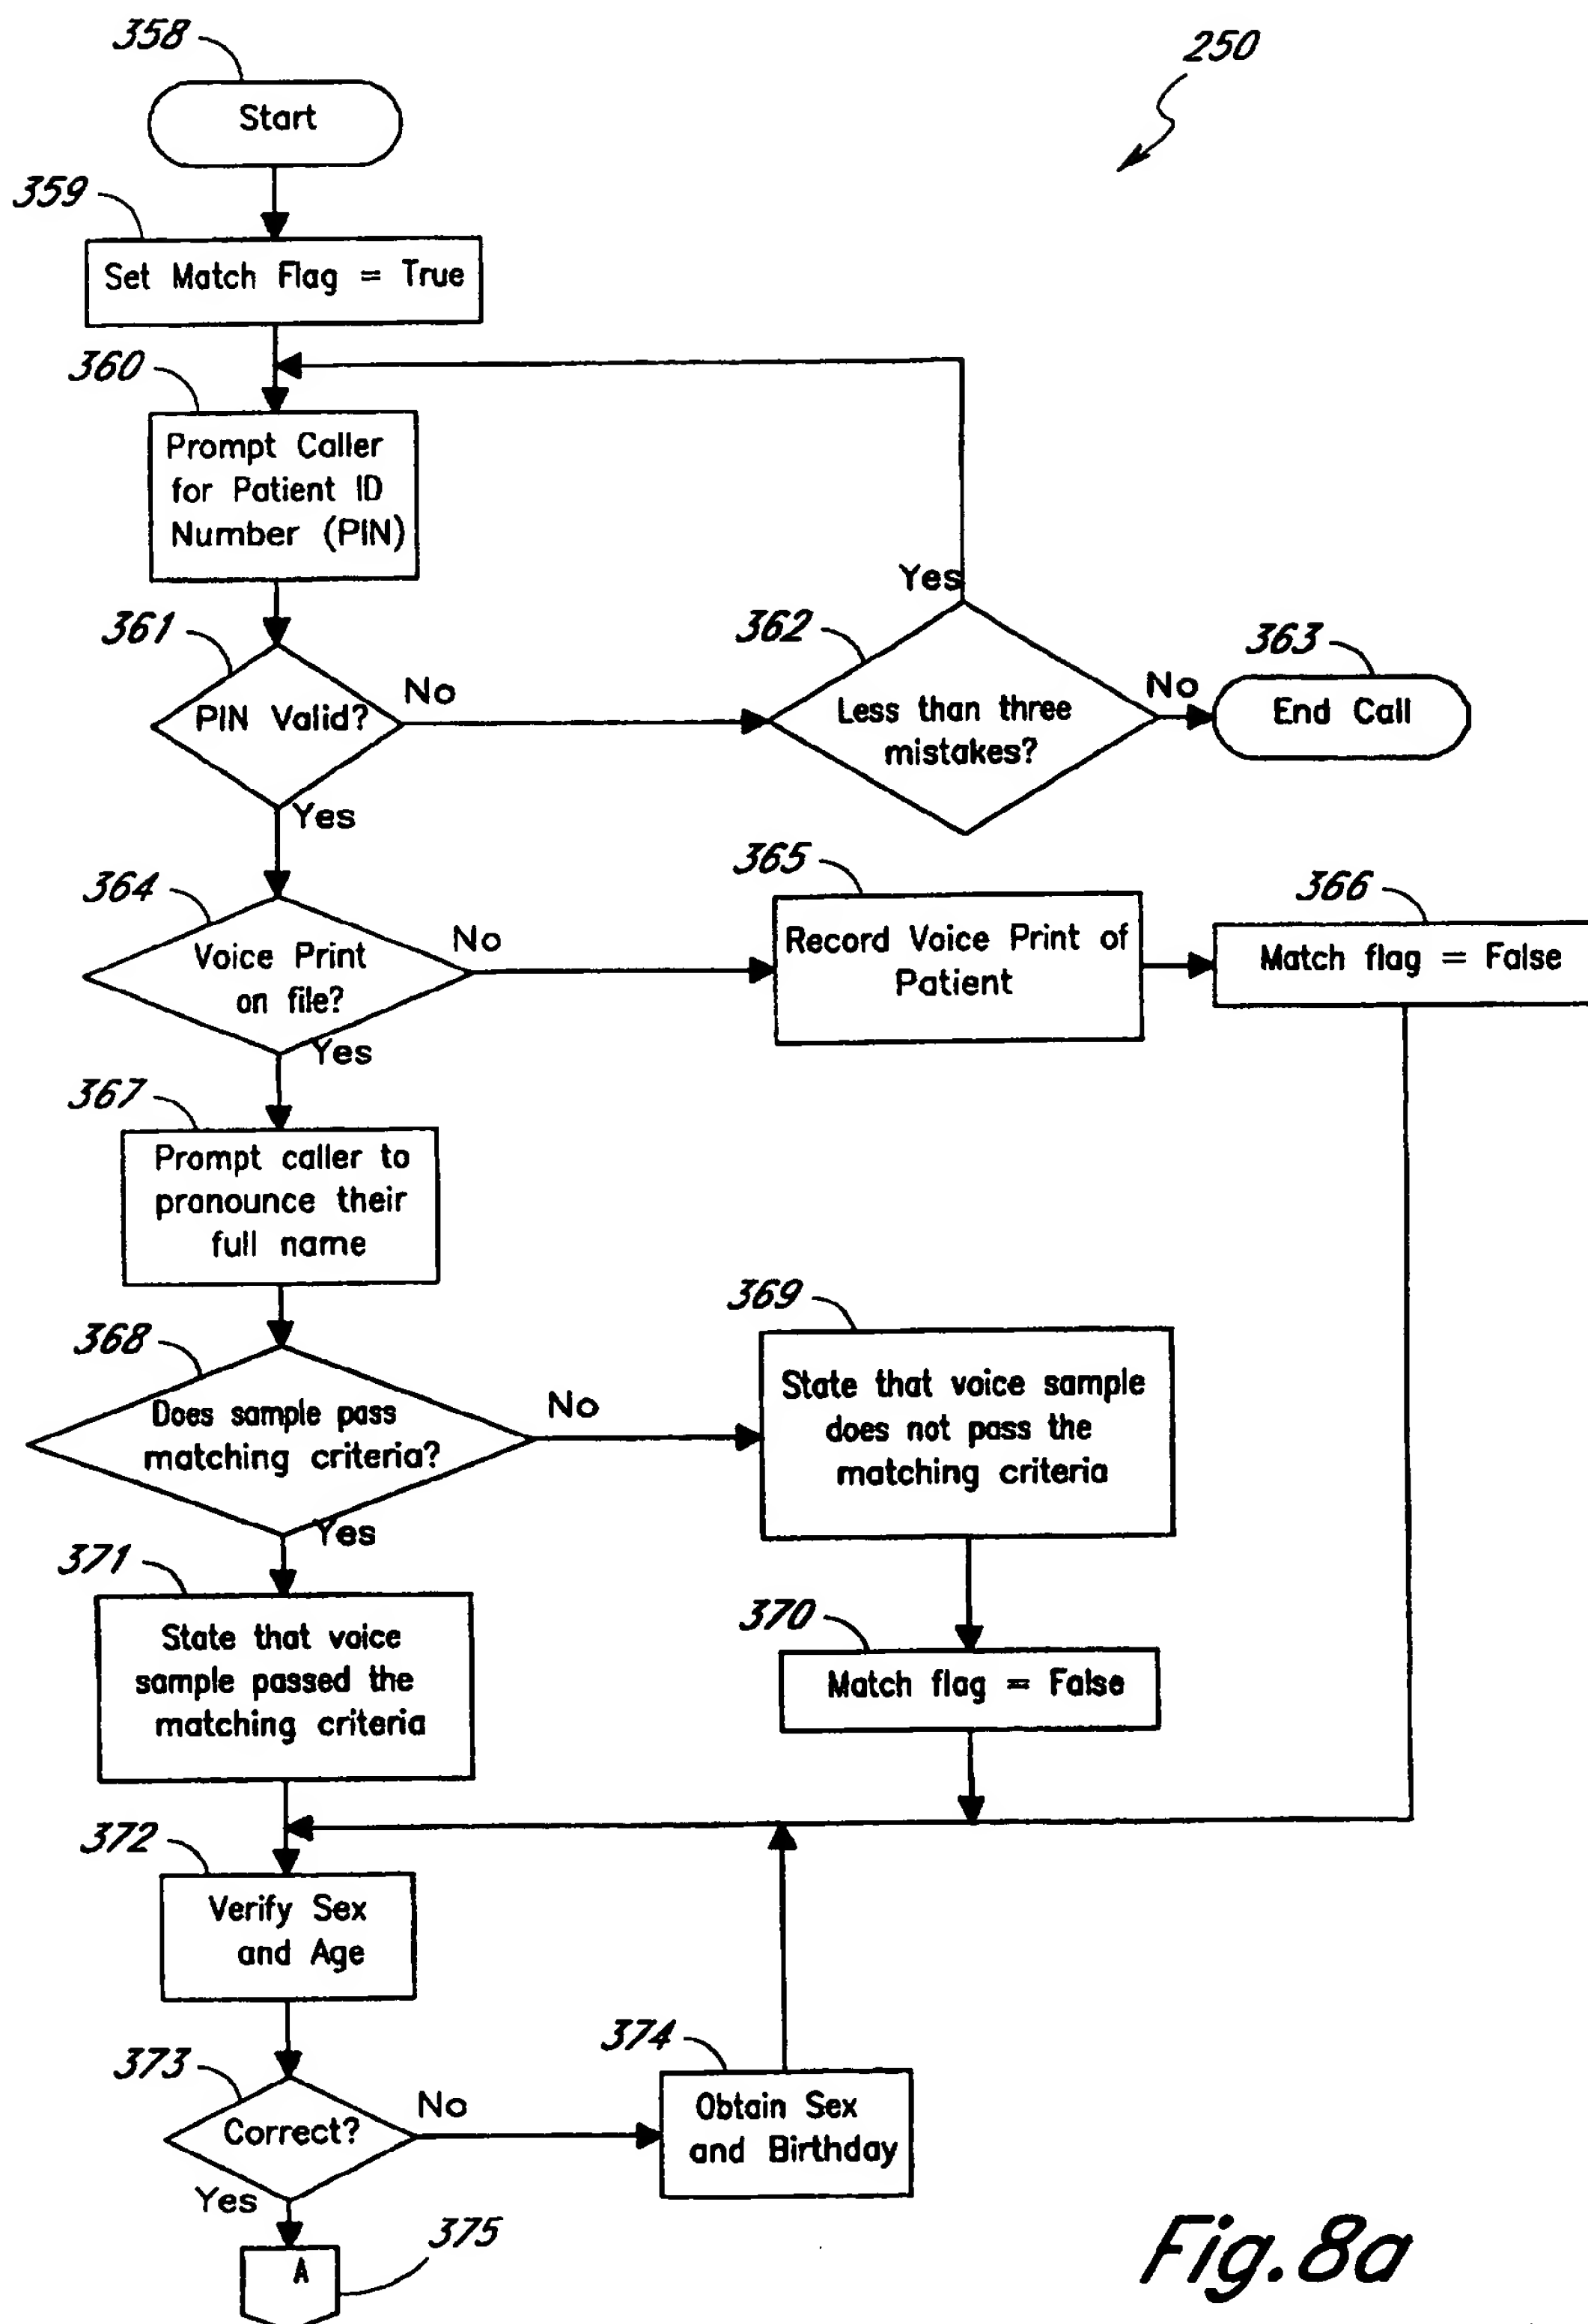 358
250
Start
359
Set Match Flag = True
360
Prompt Caller
for Patient ID
Number (PIN)
Yes
361
PIN Valid?
No
362
Less than three
mistakes?
No
363
End Call
Yes
364
Voice Print
on file?
No
365
Record Voice Print of
Patient
366
Match flag = False
Yes
367
Prompt caller to
pronounce their
full name
368
Does sample pass
matching criteria?
No
369
State that voice sample
does not pass the
matching criteria
Yes
371
State that voice
sample passed the
matching criteria
370
Match flag = False
372
Verify Sex
and Age
373
Correct?
No
374
Obtain Sex
and Birthday
Yes
375
A
Fig.8a